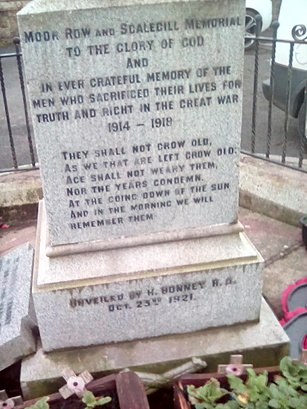 MOOR ROW AND SCALEGILL MEMORIAL
TO THE GLORY OF GOD
AND
IN EVER GRATEFUL MEMORY OF THE
MEN WHO SACRIFICED THEIR LIVES FOR
TRUTH AND RIGHT IN THE GREAT WAR
1914 – 1919
THEY SHALL NOT GROW OLD,
AS WE THAT ARE LEFT GROW OLD:
AGE SHALL NOT WEARY THEM,
NOR THE YEARS CONDEMN.
AT THE GOING DOWN OF THE SUN
AND IN THE MORNING WE WILL
REMEMBER THEM
UNVEILED BY H. BONNEY R.A.
OCT. 23RD 1921.